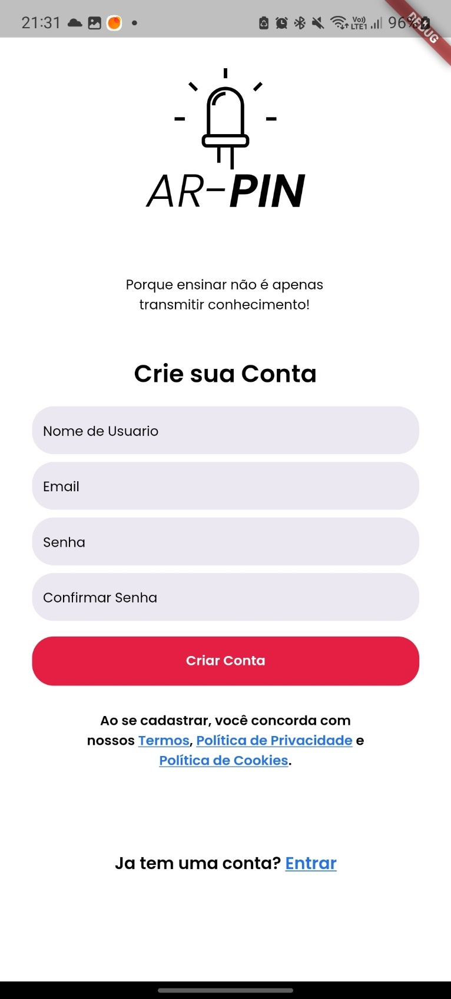 21:31
Vo))
LTE1
96%
DEBUG
AR-PIN
Porque ensinar não é apenas
transmitir conhecimento!
Crie sua Conta
Nome de Usuario
Email
Senha
Confirmar Senha
Criar Conta
Ao se cadastrar, você concorda com
nossos Termos, Política de Privacidade e
Política de Cookies.
Ja tem uma conta? Entrar